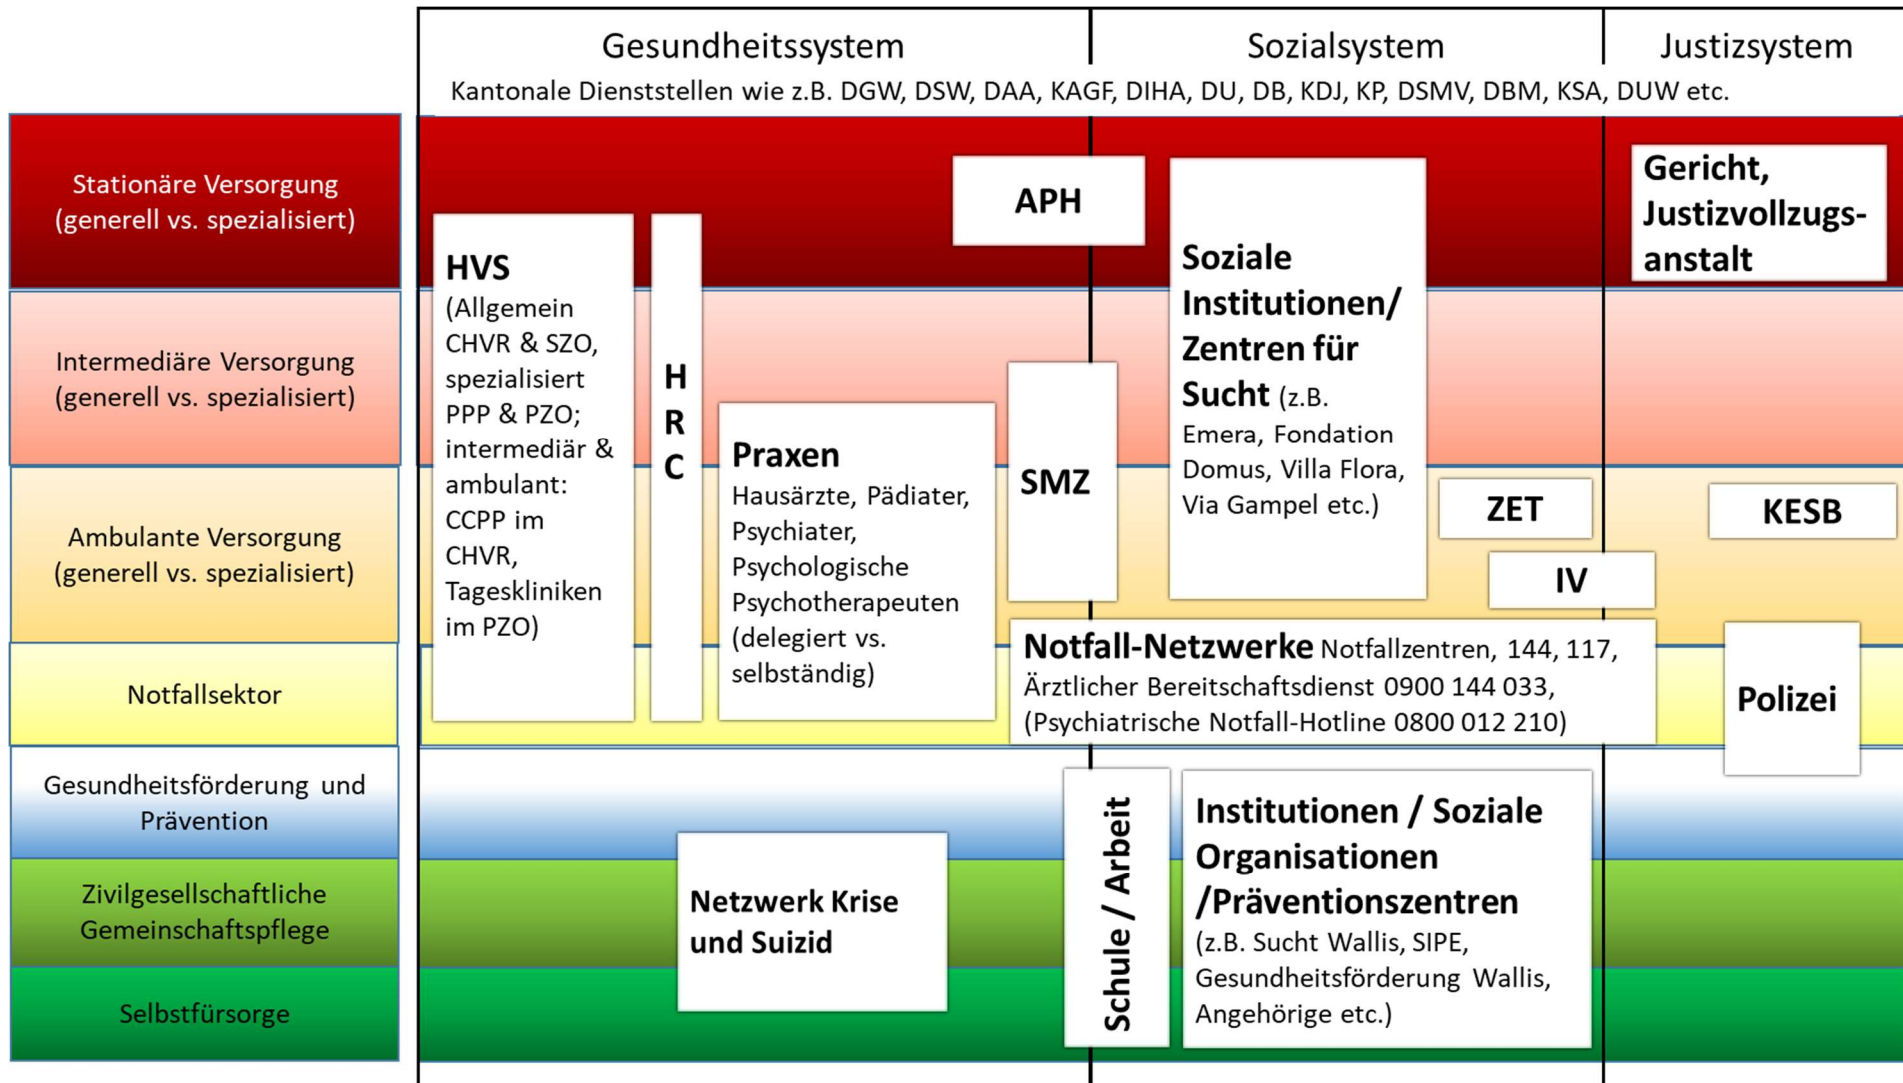 Gesundheitssystem
Sozialsystem
Justizsystem
Kantonale Dienststellen wie z.B. DGW, DSW, DAA, KAGF, DIHA, DU, DB, KDJ, KP, DSMV, DBM, KSA, DUW etc.
Stationäre Versorgung
(generell vs. spezialisiert)
Intermediäre Versorgung
(generell vs. spezialisiert)
Ambulante Versorgung
(generell vs. spezialisiert)
Notfallsektor
Gesundheitsförderung und
Prävention
Zivilgesellschaftliche
Gemeinschaftspflege
Selbstfürsorge
HVS
(Allgemein
CHVR & SZO,
spezialisiert
PPP & PZO;
intermediär &
ambulant:
CCPP im
CHVR,
Tageskliniken
im PZO)
H
R
C
Praxen
Hausärzte, Pädiater,
Psychiater,
Psychologische
Psychotherapeuten
(delegiert vs.
selbständig)
APH
SMZ
Soziale
Institutionen/
Zentren für
Sucht (z.B.
Emera, Fondation
Domus, Villa Flora,
Via Gampel etc.)
ZET
IV
Gericht,
Justizvollzugs-
anstalt
KESB
Notfall-Netzwerke Notfallzentren, 144, 117,
Ärztlicher Bereitschaftsdienst 0900 144 033,
(Psychiatrische Notfall-Hotline 0800 012 210)
Polizei
Netzwerk Krise
und Suizid
Schule / Arbeit
Institutionen / Soziale
Organisationen
/Präventionszentren
(z.B. Sucht Wallis, SIPE,
Gesundheitsförderung Wallis,
Angehörige etc.)